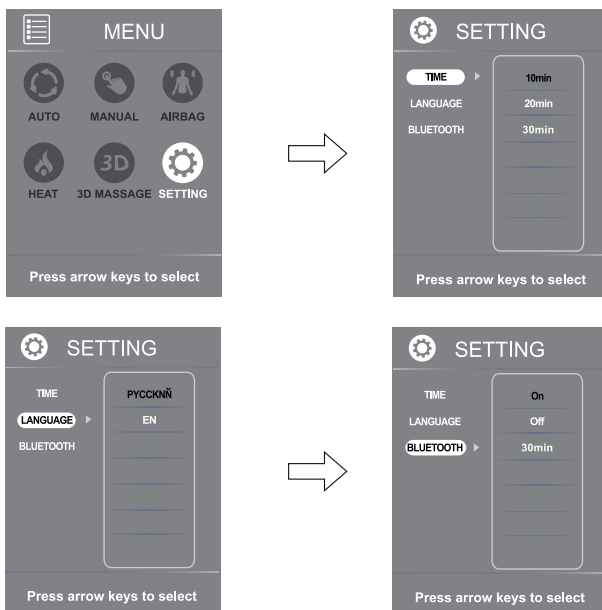 MENU
AUTO MANUAL AIRBAG
HEAT 3D 3D MASSAGE SETTING
Press arrow keys to select
SETTING
TIME 10min
LANGUAGE 20min
BLUETOOTH 30min
Press arrow keys to select
SETTING
TIME PYCCKNŇ
LANGUAGE EN
BLUETOOTH
Press arrow keys to select
SETTING
TIME On
LANGUAGE Off
BLUETOOTH 30min
Press arrow keys to select